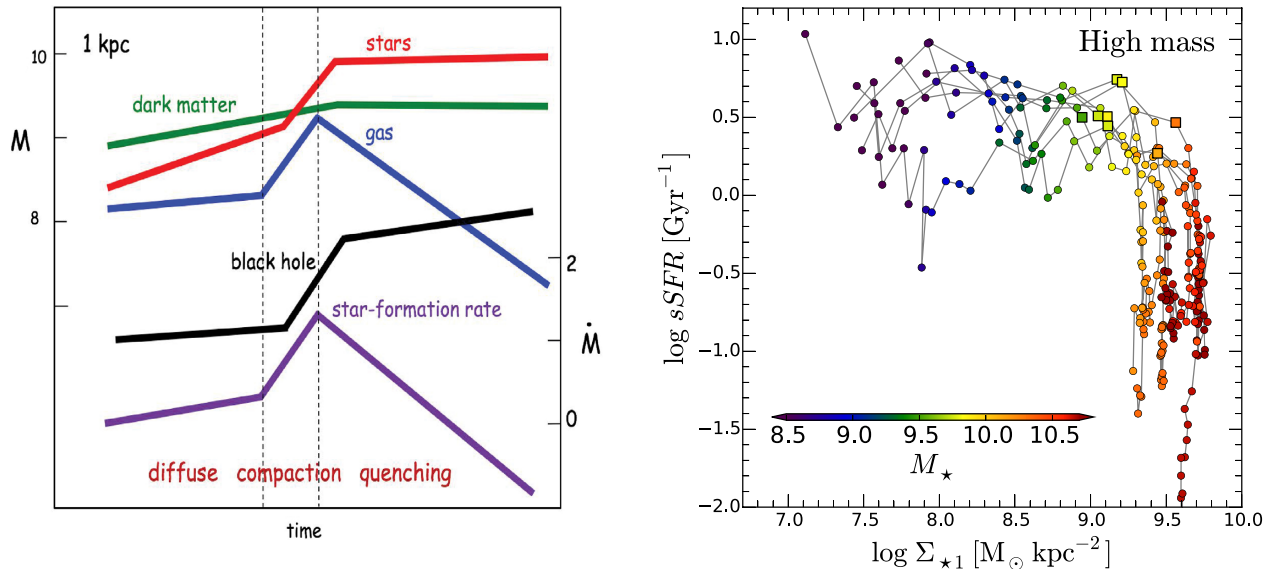 10
1 kpc
stars
dark matter
M
gas
8
black hole
2
star-formation rate
Ṁ
0
diffuse compaction quenching
time
High mass
1.0
0.5
0.0
−0.5
−1.0
−1.5
−2.0
log sSFR [Gyr⁻¹]
8.5 9.0 9.5 10.0 10.5
M⋆
7.0 7.5 8.0 8.5 9.0 9.5 10.0
log Σ⋆1 [M⊙ kpc⁻²]